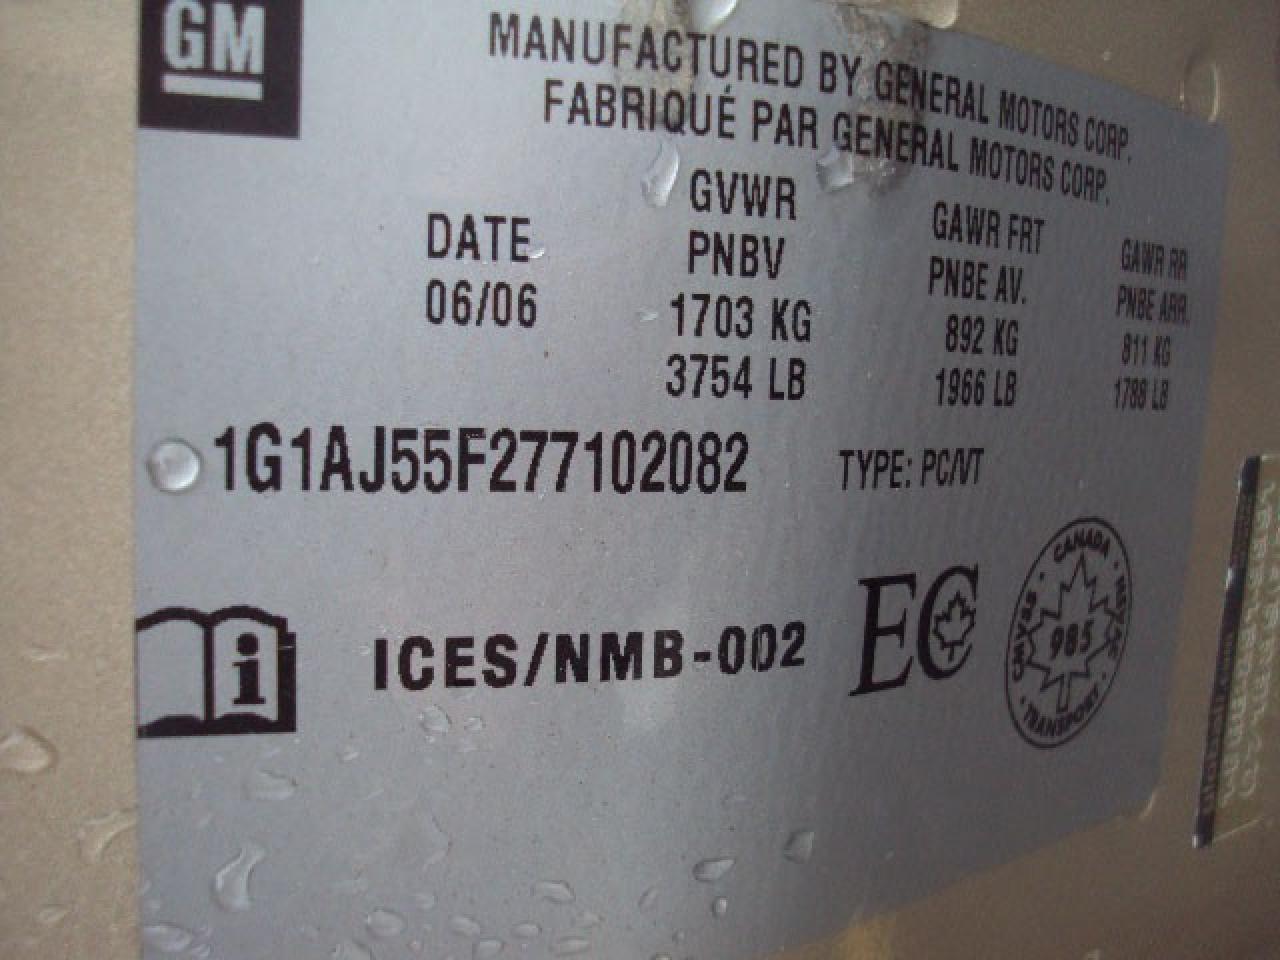 GM
MANUFACTURED BY GENERAL MOTORS CORP.
FABRIQUÉ PAR GENERAL MOTORS CORP.
DATE
06/06
GVWR
PNBV
1703 KG
3754 LB
GAWR FRT
PNBE AV.
892 KG
1966 LB
GAWR RR
PNBE ARR.
811 KG
1788 LB
1G1AJ55F277102082
TYPE: PC/VT
i
ICES/NMB-002
EC
CANADA
985
TRANSPORT